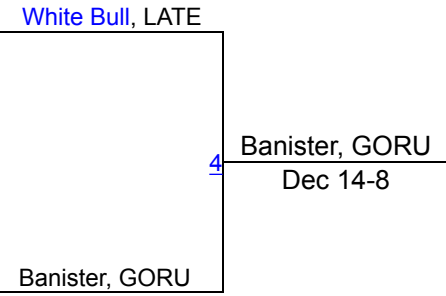 White Bull, LATE
4
Banister, GORU
Dec 14-8
Banister, GORU